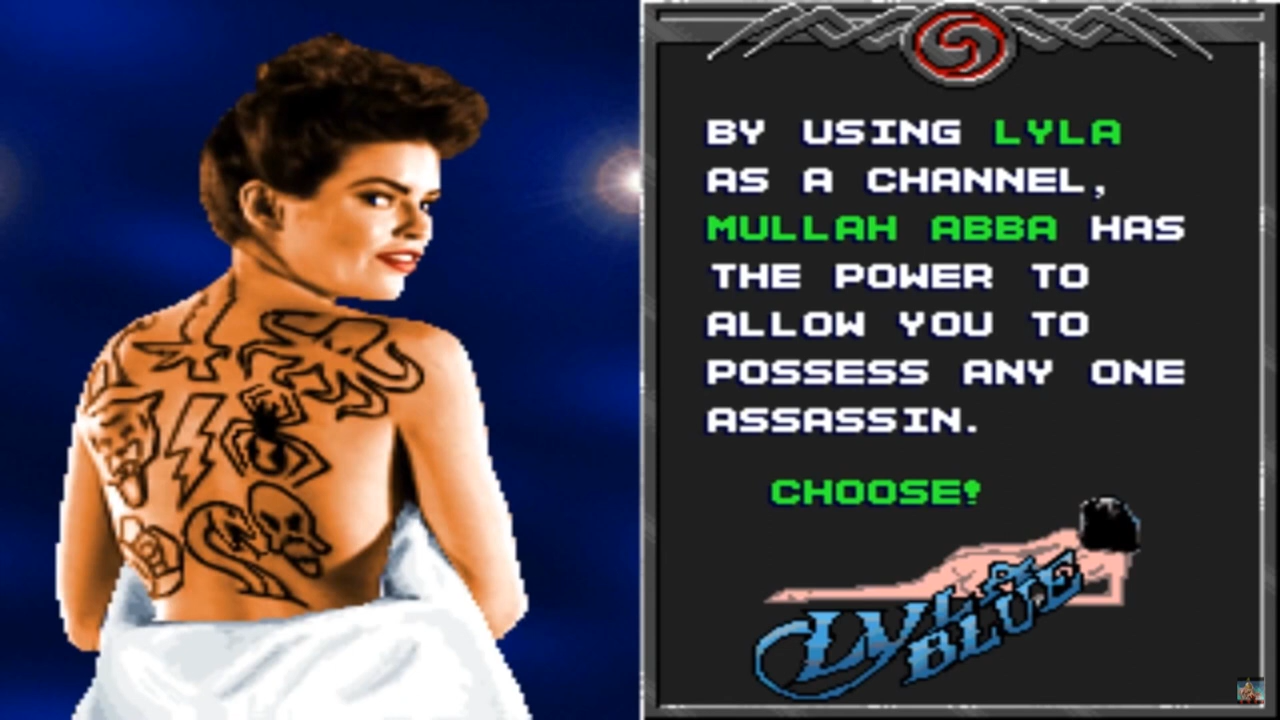 BY USING LYLA
AS A CHANNEL,
MULLAH ABBA HAS
THE POWER TO
ALLOW YOU TO
POSSESS ANY ONE
ASSASSIN.
CHOOSE!
LYLA
BLUE